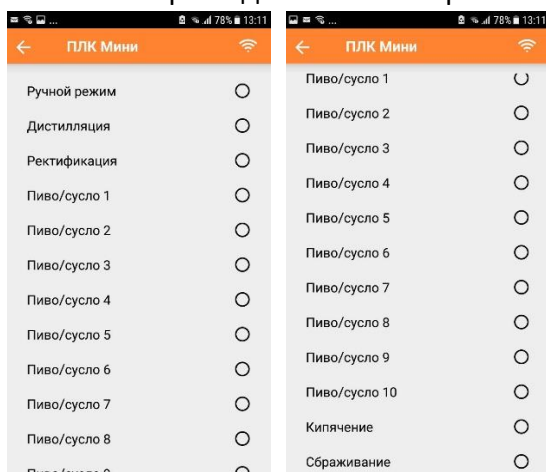 ... 78% 13:11
ПЛК Мини
Ручной режим
Дистилляция
Ректификация
Пиво/сусло 1
Пиво/сусло 2
Пиво/сусло 3
Пиво/сусло 4
Пиво/сусло 5
Пиво/сусло 6
Пиво/сусло 7
Пиво/сусло 8
... 78% 13:11
ПЛК Мини
Пиво/сусло 1
Пиво/сусло 2
Пиво/сусло 3
Пиво/сусло 4
Пиво/сусло 5
Пиво/сусло 6
Пиво/сусло 7
Пиво/сусло 8
Пиво/сусло 9
Пиво/сусло 10
Кипячение
Сбраживание